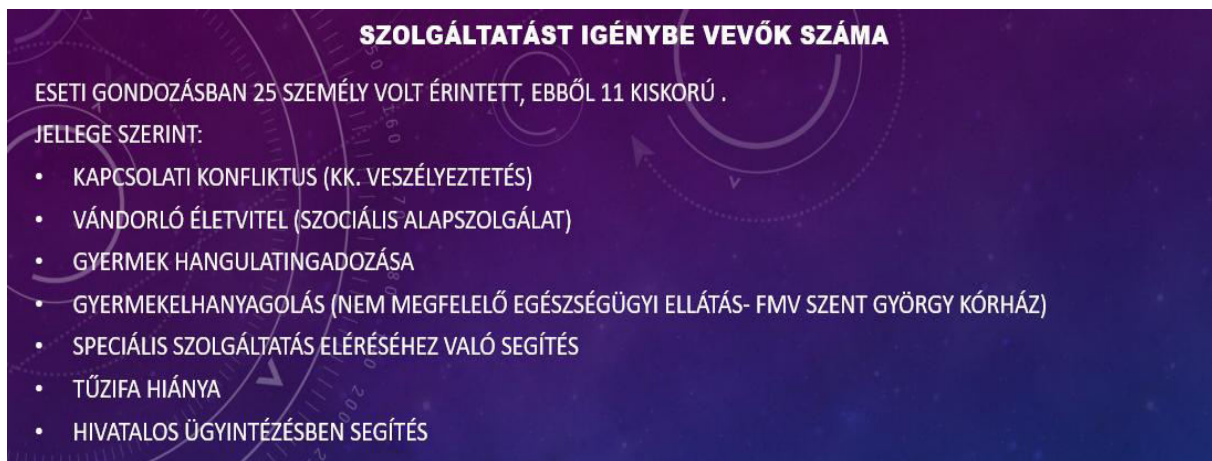 SZOLGÁLTATÁST IGÉNYBE VEVŐK SZÁMA
ESETI GONDOZÁSBAN 25 SZEMÉLY VOLT ÉRINTETT, EBBŐL 11 KISKORÚ .
JELLEGE SZERINT:
• KAPCSOLATI KONFLIKTUS (KK. VESZÉLYEZTETÉS)
• VÁNDORLÓ ÉLETVITEL (SZOCIÁLIS ALAPSZOLGÁLAT)
• GYERMEK HANGULATINGADOZÁSA
• GYERMEKELHANYAGOLÁS (NEM MEGFELELŐ EGÉSZSÉGÜGYI ELLÁTÁS- FMV SZENT GYÖRGY KÓRHÁZ)
• SPECIÁLIS SZOLGÁLTATÁS ELÉRÉSÉHEZ VALÓ SEGÍTÉS
• TŰZIFA HIÁNYA
• HIVATALOS ÜGYINTÉZÉSBEN SEGÍTÉS